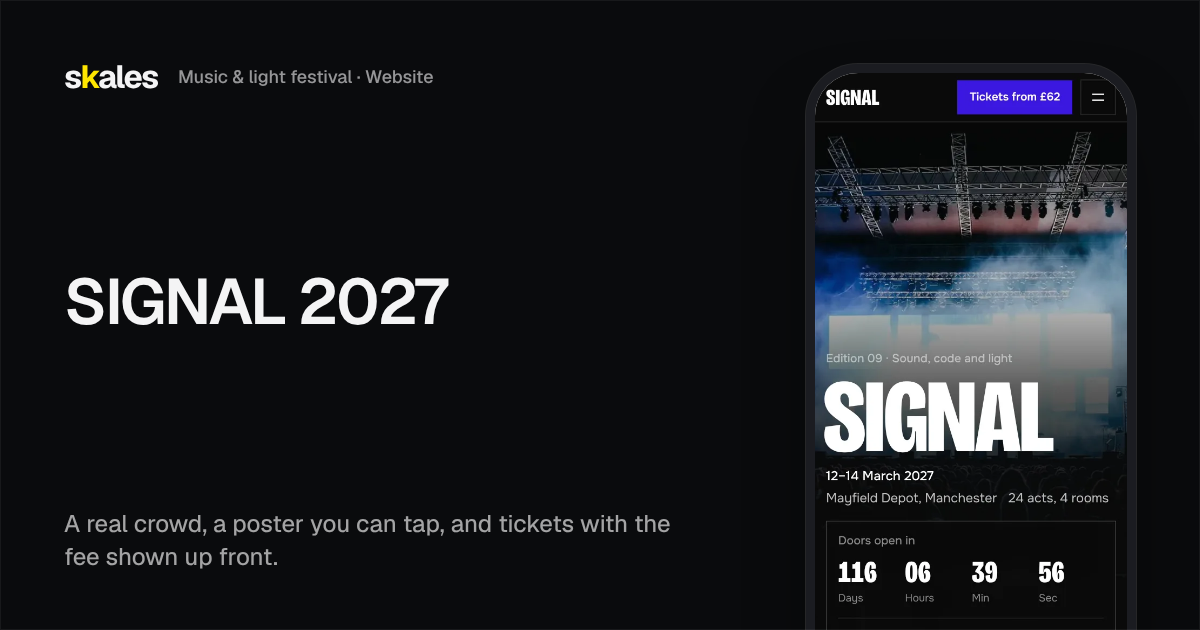 skales
Music & light festival · Website
SIGNAL 2027
A real crowd, a poster you can tap, and tickets with the
fee shown up front.
SIGNAL
Tickets from £62
Edition 09 · Sound, code and light
SIGNAL
12–14 March 2027
Mayfield Depot, Manchester 24 acts, 4 rooms
Doors open in
116 06 39 56
Days Hours Min Sec